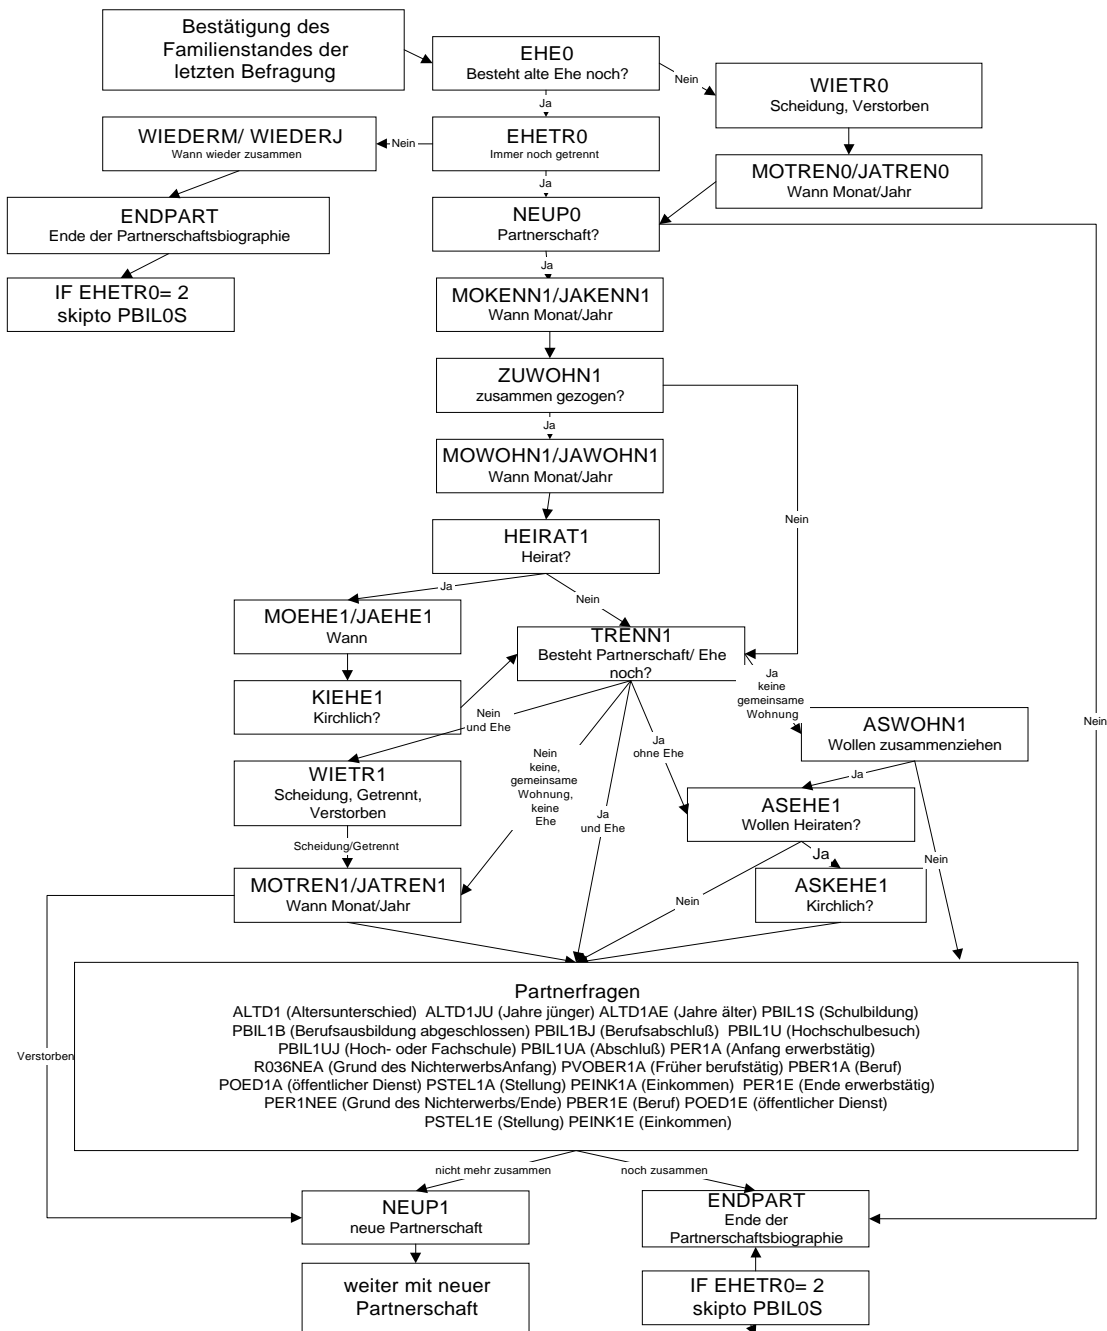 Bestätigung des
Familienstandes der
letzten Befragung
EHE0
Besteht alte Ehe noch?
Nein
WIETR0
Scheidung, Verstorben
Ja
WIEDERM/ WIEDERJ
Wann wieder zusammen
Nein
EHETR0
Immer noch getrennt
MOTREN0/JATREN0
Wann Monat/Jahr
Ja
ENDPART
Ende der Partnerschaftsbiographie
NEUP0
Partnerschaft?
IF EHETR0= 2
skipto PBIL0S
Ja
MOKENN1/JAKENN1
Wann Monat/Jahr
ZUWOHN1
zusammen gezogen?
Ja
MOWOHN1/JAWOHN1
Wann Monat/Jahr
Nein
HEIRAT1
Heirat?
Ja
Nein
MOEHE1/JAEHE1
Wann
TRENN1
Besteht Partnerschaft/ Ehe
noch?
KIEHE1
Kirchlich?
Ja
keine
gemeinsame
Wohnung
Nein
und Ehe
Nein
ASWOHN1
Wollen zusammenziehen
Nein
keine,
gemeinsame
Wohnung,
keine
Ehe
Ja
ohne Ehe
WIETR1
Scheidung, Getrennt,
Verstorben
Ja
ASEHE1
Wollen Heiraten?
Ja
und Ehe
Scheidung/Getrennt
Ja
Nein
MOTREN1/JATREN1
Wann Monat/Jahr
ASKEHE1
Kirchlich?
Nein
Partnerfragen
ALTD1 (Altersunterschied) ALTD1JU (Jahre jünger) ALTD1AE (Jahre älter) PBIL1S (Schulbildung)
PBIL1B (Berufsausbildung abgeschlossen) PBIL1BJ (Berufsabschluß) PBIL1U (Hochschulbesuch)
PBIL1UJ (Hoch- oder Fachschule) PBIL1UA (Abschluß) PER1A (Anfang erwerbstätig)
R036NEA (Grund des NichterwerbsAnfang) PVOBER1A (Früher berufstätig) PBER1A (Beruf)
POED1A (öffentlicher Dienst) PSTEL1A (Stellung) PEINK1A (Einkommen) PER1E (Ende erwerbstätig)
PER1NEE (Grund des Nichterwerbs/Ende) PBER1E (Beruf) POED1E (öffentlicher Dienst)
PSTEL1E (Stellung) PEINK1E (Einkommen)
Verstorben
nicht mehr zusammen
noch zusammen
NEUP1
neue Partnerschaft
ENDPART
Ende der
Partnerschaftsbiographie
weiter mit neuer
Partnerschaft
IF EHETR0= 2
skipto PBIL0S